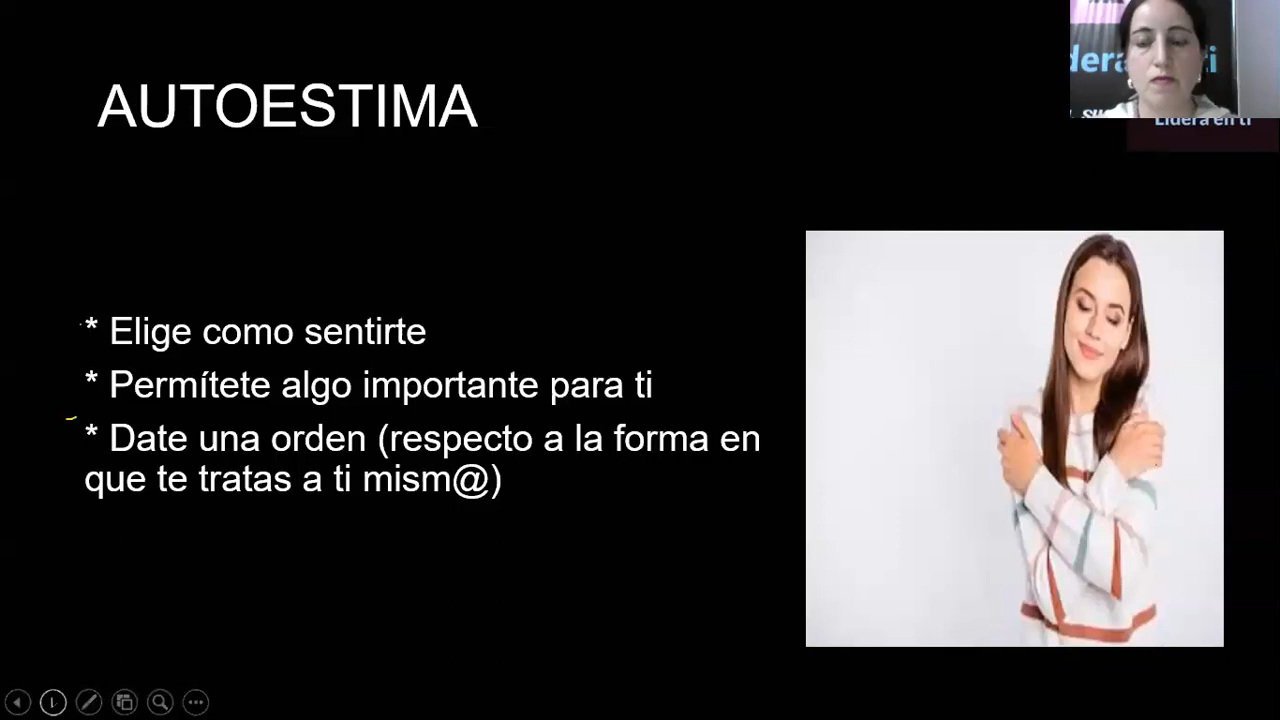 AUTOESTIMA
* Elige como sentirte
* Permítete algo importante para ti
* Date una orden (respecto a la forma en
que te tratas a ti mism@)
Lidera en ti